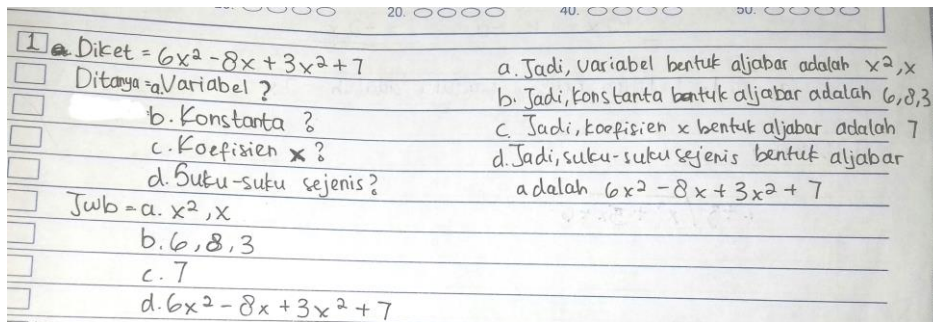 20. 40. 50.
1 a. Diket = 6x² - 8x + 3x² + 7
Ditanya = a. Variabel ?
b. Konstanta ?
c. Koefisien x ?
d. Suku-suku sejenis ?
Jwb = a. x², x
b. 6, 8, 3
c. 7
d. 6x² - 8x + 3x² + 7
a. Jadi, variabel bentuk aljabar adalah x², x
b. Jadi, konstanta bentuk aljabar adalah 6, 8, 3
c. Jadi, koefisien x bentuk aljabar adalah 7
d. Jadi, suku-suku sejenis bentuk aljabar
adalah 6x² - 8x + 3x² + 7